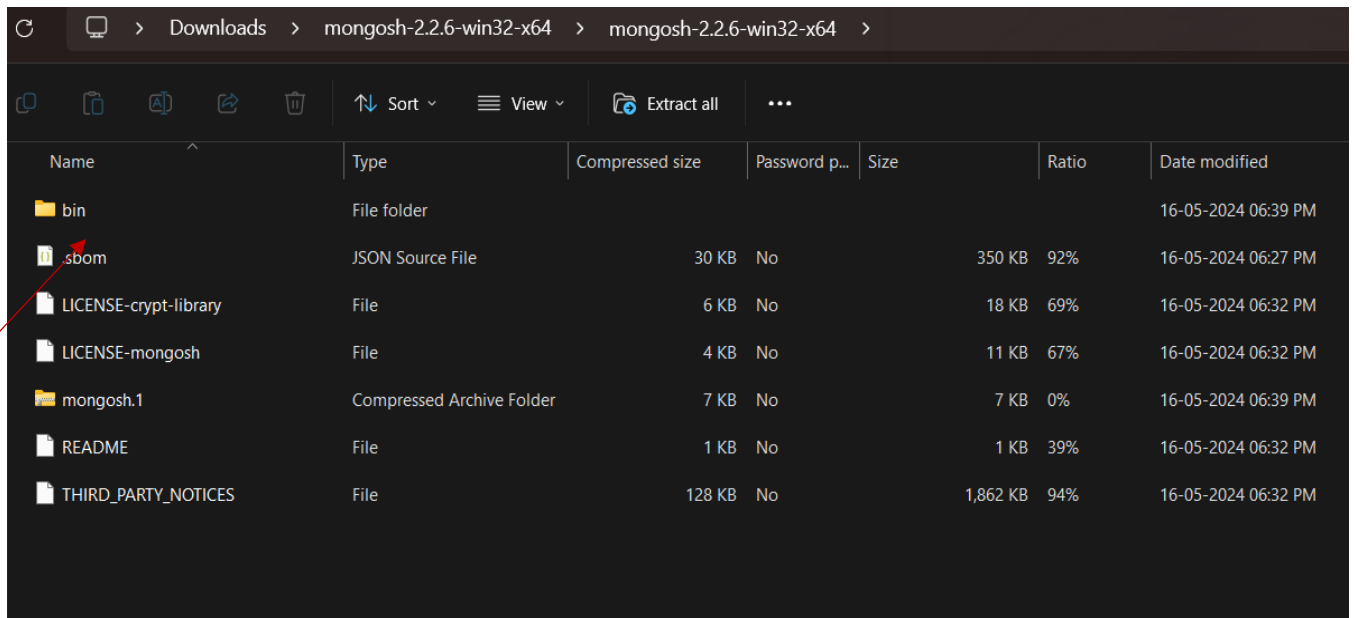 Downloads > mongosh-2.2.6-win32-x64 > mongosh-2.2.6-win32-x64 >
Sort View Extract all ...
Name Type Compressed size Password p... Size Ratio Date modified
bin File folder 16-05-2024 06:39 PM
.sbom JSON Source File 30 KB No 350 KB 92% 16-05-2024 06:27 PM
LICENSE-crypt-library File 6 KB No 18 KB 69% 16-05-2024 06:32 PM
LICENSE-mongosh File 4 KB No 11 KB 67% 16-05-2024 06:32 PM
mongosh.1 Compressed Archive Folder 7 KB No 7 KB 0% 16-05-2024 06:39 PM
README File 1 KB No 1 KB 39% 16-05-2024 06:32 PM
THIRD_PARTY_NOTICES File 128 KB No 1,862 KB 94% 16-05-2024 06:32 PM